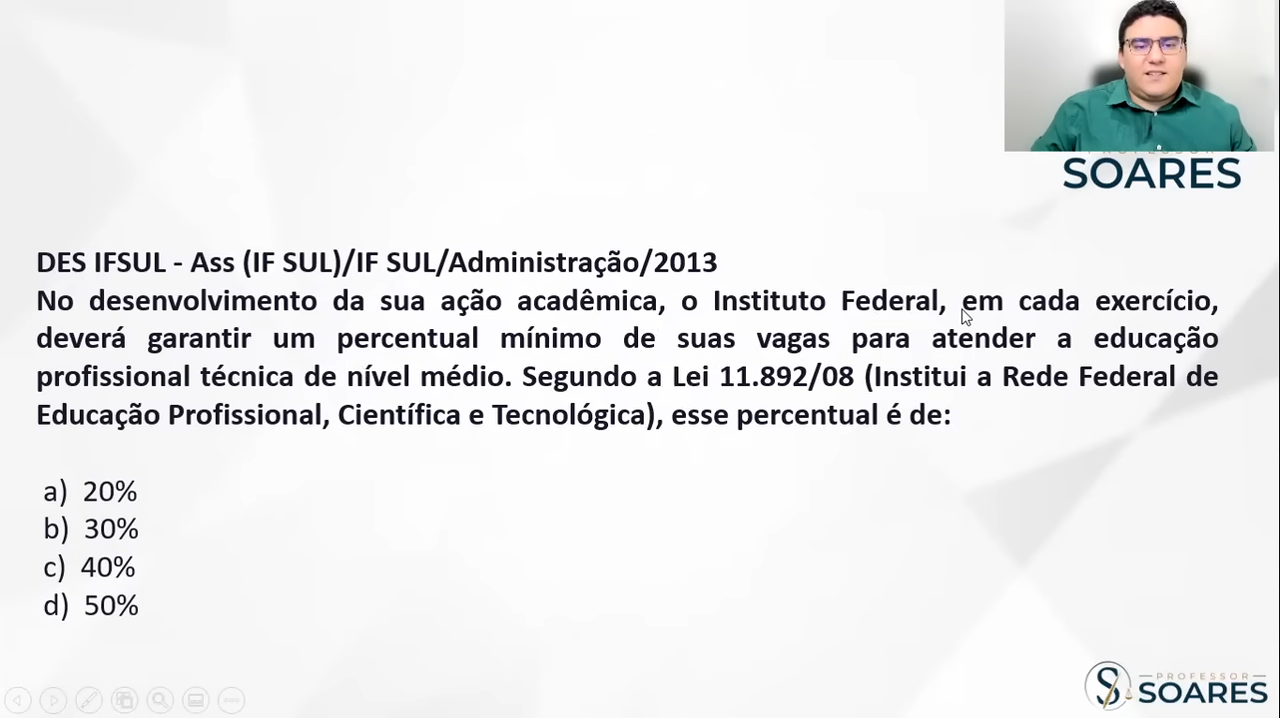 SOARES
DES IFSUL - Ass (IF SUL)/IF SUL/Administração/2013
No desenvolvimento da sua ação acadêmica, o Instituto Federal, em cada exercício,
deverá garantir um percentual mínimo de suas vagas para atender a educação
profissional técnica de nível médio. Segundo a Lei 11.892/08 (Institui a Rede Federal de
Educação Profissional, Científica e Tecnológica), esse percentual é de:
a) 20%
b) 30%
c) 40%
d) 50%
PROFESSOR
SOARES